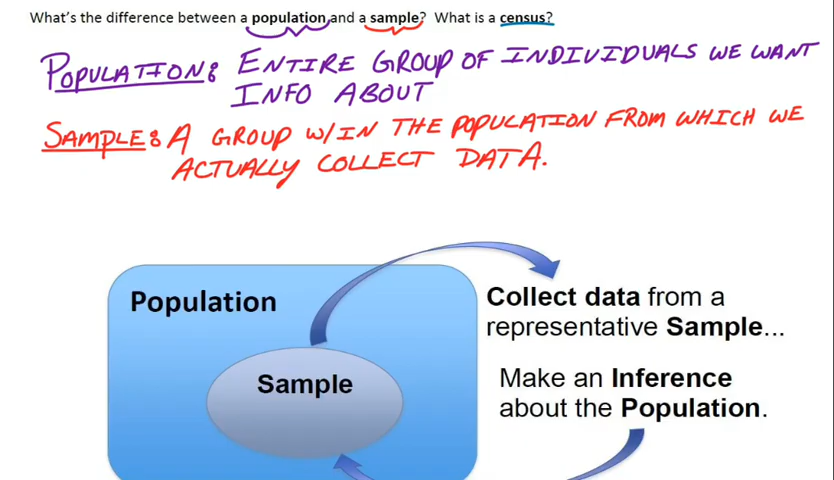 What's the difference between a population and a sample? What is a census?
POPULATION: ENTIRE GROUP OF INDIVIDUALS WE WANT
INFO ABOUT
SAMPLE: A GROUP W/IN THE POPULATION FROM WHICH WE
ACTUALLY COLLECT DATA.
Population
Sample
Collect data from a
representative Sample...
Make an Inference
about the Population.